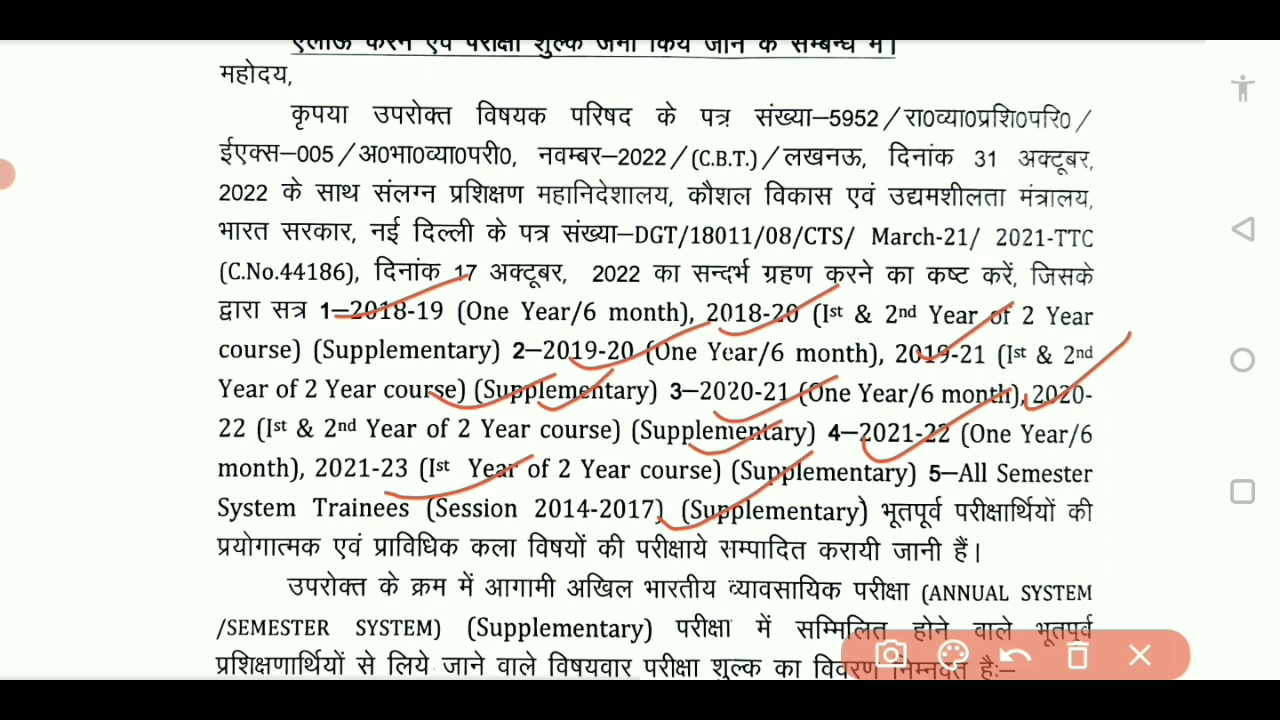 एलाऊ करने एवं परीक्षा शुल्क जमा किये जाने के सम्बन्ध में।
महोदय,
कृपया उपरोक्त विषयक परिषद के पत्र संख्या–5952/रा0व्या0प्रशि0परि0/
ईएक्स–005/अ0भा0व्या0परी0, नवम्बर–2022/(C.B.T.)/लखनऊ, दिनांक 31 अक्टूबर,
2022 के साथ संलग्न प्रशिक्षण महानिदेशालय, कौशल विकास एवं उद्यमशीलता मंत्रालय,
भारत सरकार, नई दिल्ली के पत्र संख्या–DGT/18011/08/CTS/ March-21/ 2021-TTC
(C.No.44186), दिनांक 17 अक्टूबर, 2022 का सन्दर्भ ग्रहण करने का कष्ट करें, जिसके
द्वारा सत्र 1–2018-19 (One Year/6 month), 2018-20 (Ist & 2nd Year of 2 Year
course) (Supplementary) 2–2019-20 (One Year/6 month), 2019-21 (Ist & 2nd
Year of 2 Year course) (Supplementary) 3–2020-21 (One Year/6 month), 2020-
22 (Ist & 2nd Year of 2 Year course) (Supplementary) 4–2021-22 (One Year/6
month), 2021-23 (Ist Year of 2 Year course) (Supplementary) 5–All Semester
System Trainees (Session 2014-2017) (Supplementary) भूतपूर्व परीक्षार्थियों की
प्रयोगात्मक एवं प्राविधिक कला विषयों की परीक्षाये सम्पादित करायी जानी हैं।
उपरोक्त के क्रम में आगामी अखिल भारतीय व्यावसायिक परीक्षा (ANNUAL SYSTEM
/SEMESTER SYSTEM) (Supplementary) परीक्षा में सम्मिलित होने वाले भूतपूर्व
प्रशिक्षणार्थियों से लिये जाने वाले विषयवार परीक्षा शुल्क का विवरण निम्नवत है:–